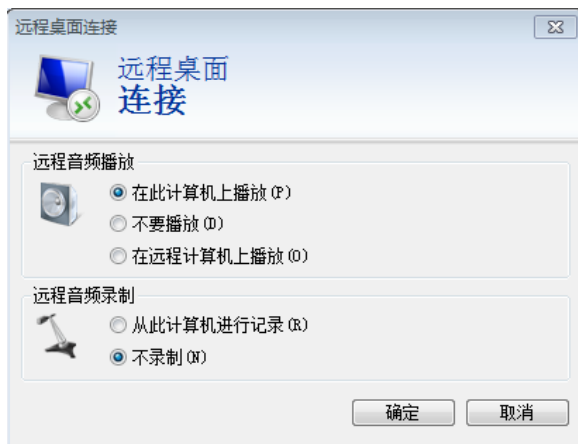 远程桌面连接
远程桌面
连接
远程音频播放
在此计算机上播放(P)
不要播放(D)
在远程计算机上播放(O)
远程音频录制
从此计算机进行记录(R)
不录制(N)
确定 取消